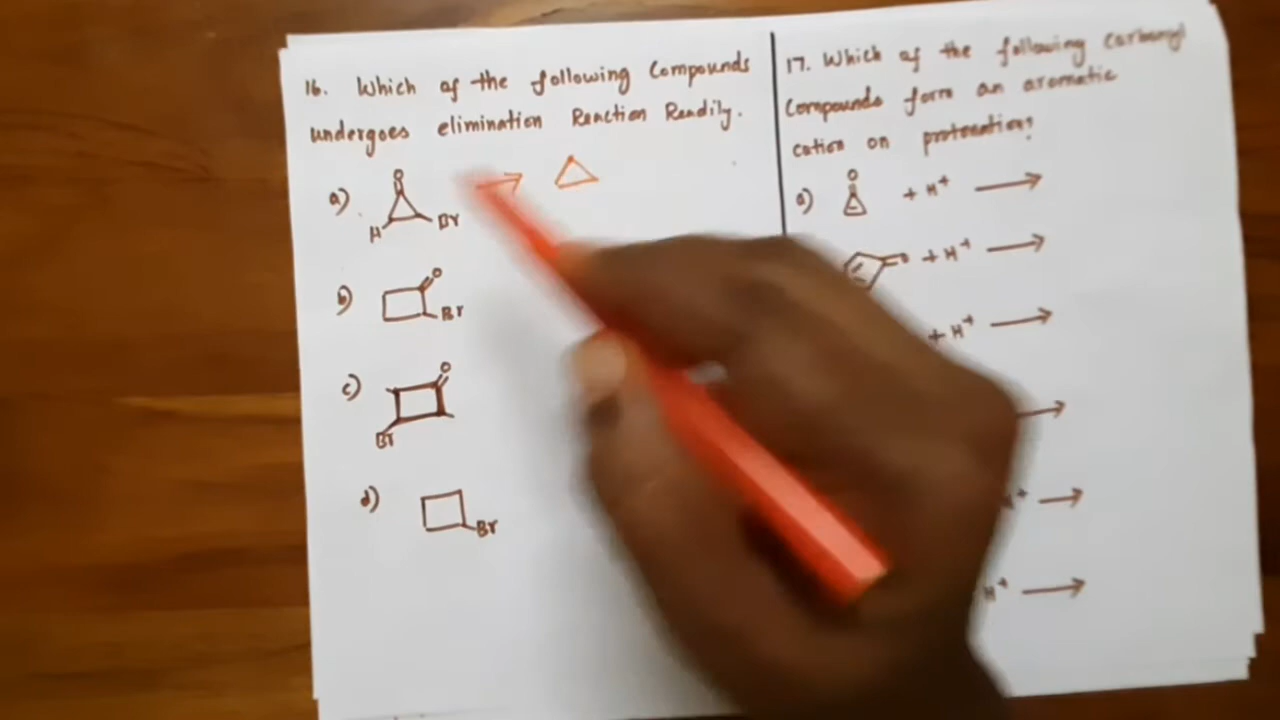 16. Which of the following Compounds
undergoes elimination Reaction Readily.
a)
O
H
Br
b)
O
Br
c)
O
Br
d)
Br
17. Which of the following carbonyl
Compounds form an aromatic
cation on protonation?
a)
O
+ H+
O + H+
+ H+
H+
H+